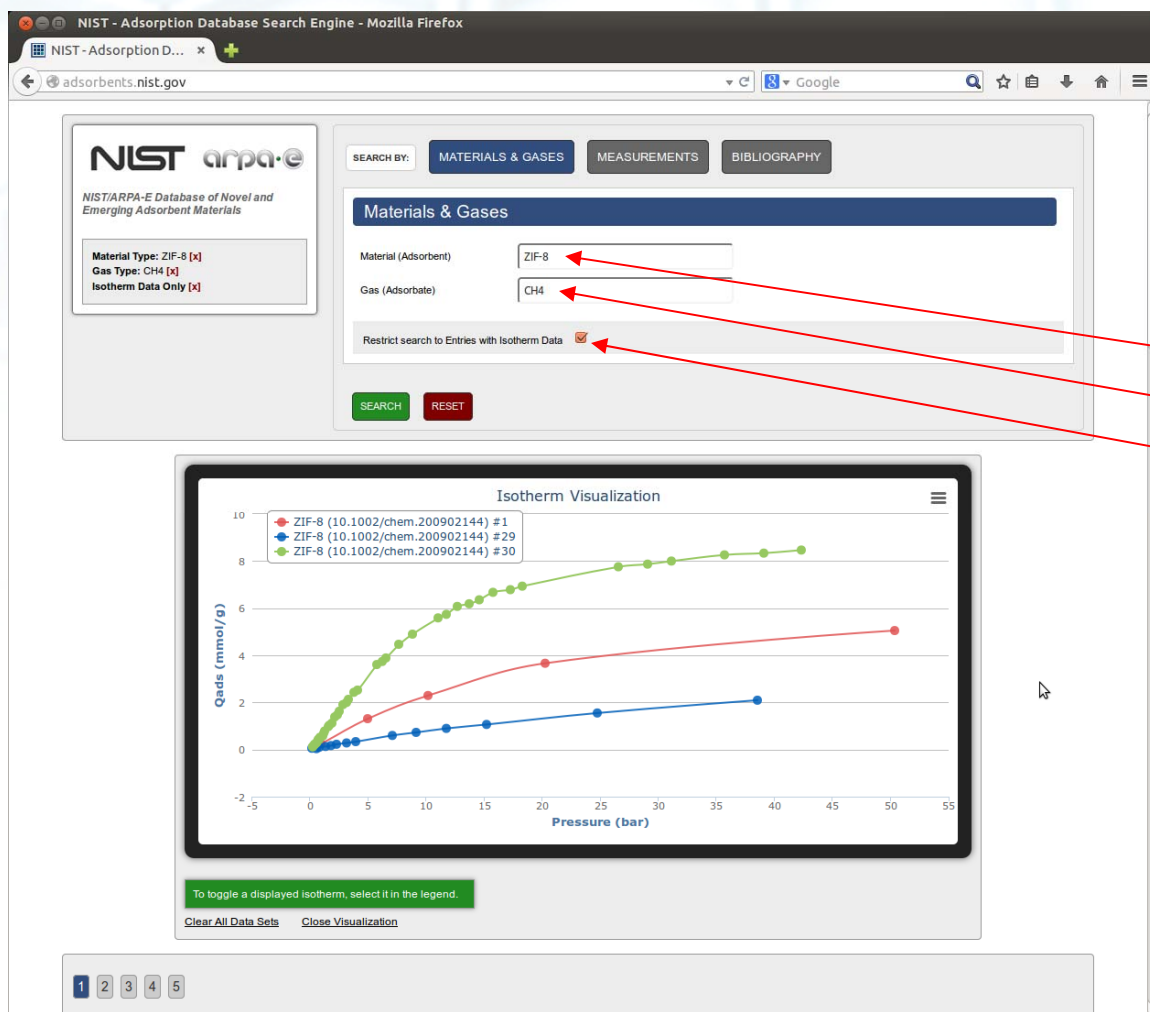 NIST - Adsorption Database Search Engine - Mozilla Firefox
NIST - Adsorption D... ×
adsorbents.nist.gov
Google
NIST arpa·e
NIST/ARPA-E Database of Novel and
Emerging Adsorbent Materials
Material Type: ZIF-8 [x]
Gas Type: CH4 [x]
Isotherm Data Only [x]
SEARCH BY: MATERIALS & GASES MEASUREMENTS BIBLIOGRAPHY
Materials & Gases
Material (Adsorbent) ZIF-8
Gas (Adsorbate) CH4
Restrict search to Entries with Isotherm Data
SEARCH RESET
Isotherm Visualization
ZIF-8 (10.1002/chem.200902144) #1
ZIF-8 (10.1002/chem.200902144) #29
ZIF-8 (10.1002/chem.200902144) #30
Qads (mmol/g)
10
8
6
4
2
0
-2
-5 0 5 10 15 20 25 30 35 40 45 50 55
Pressure (bar)
To toggle a displayed isotherm, select it in the legend.
Clear All Data Sets Close Visualization
1 2 3 4 5